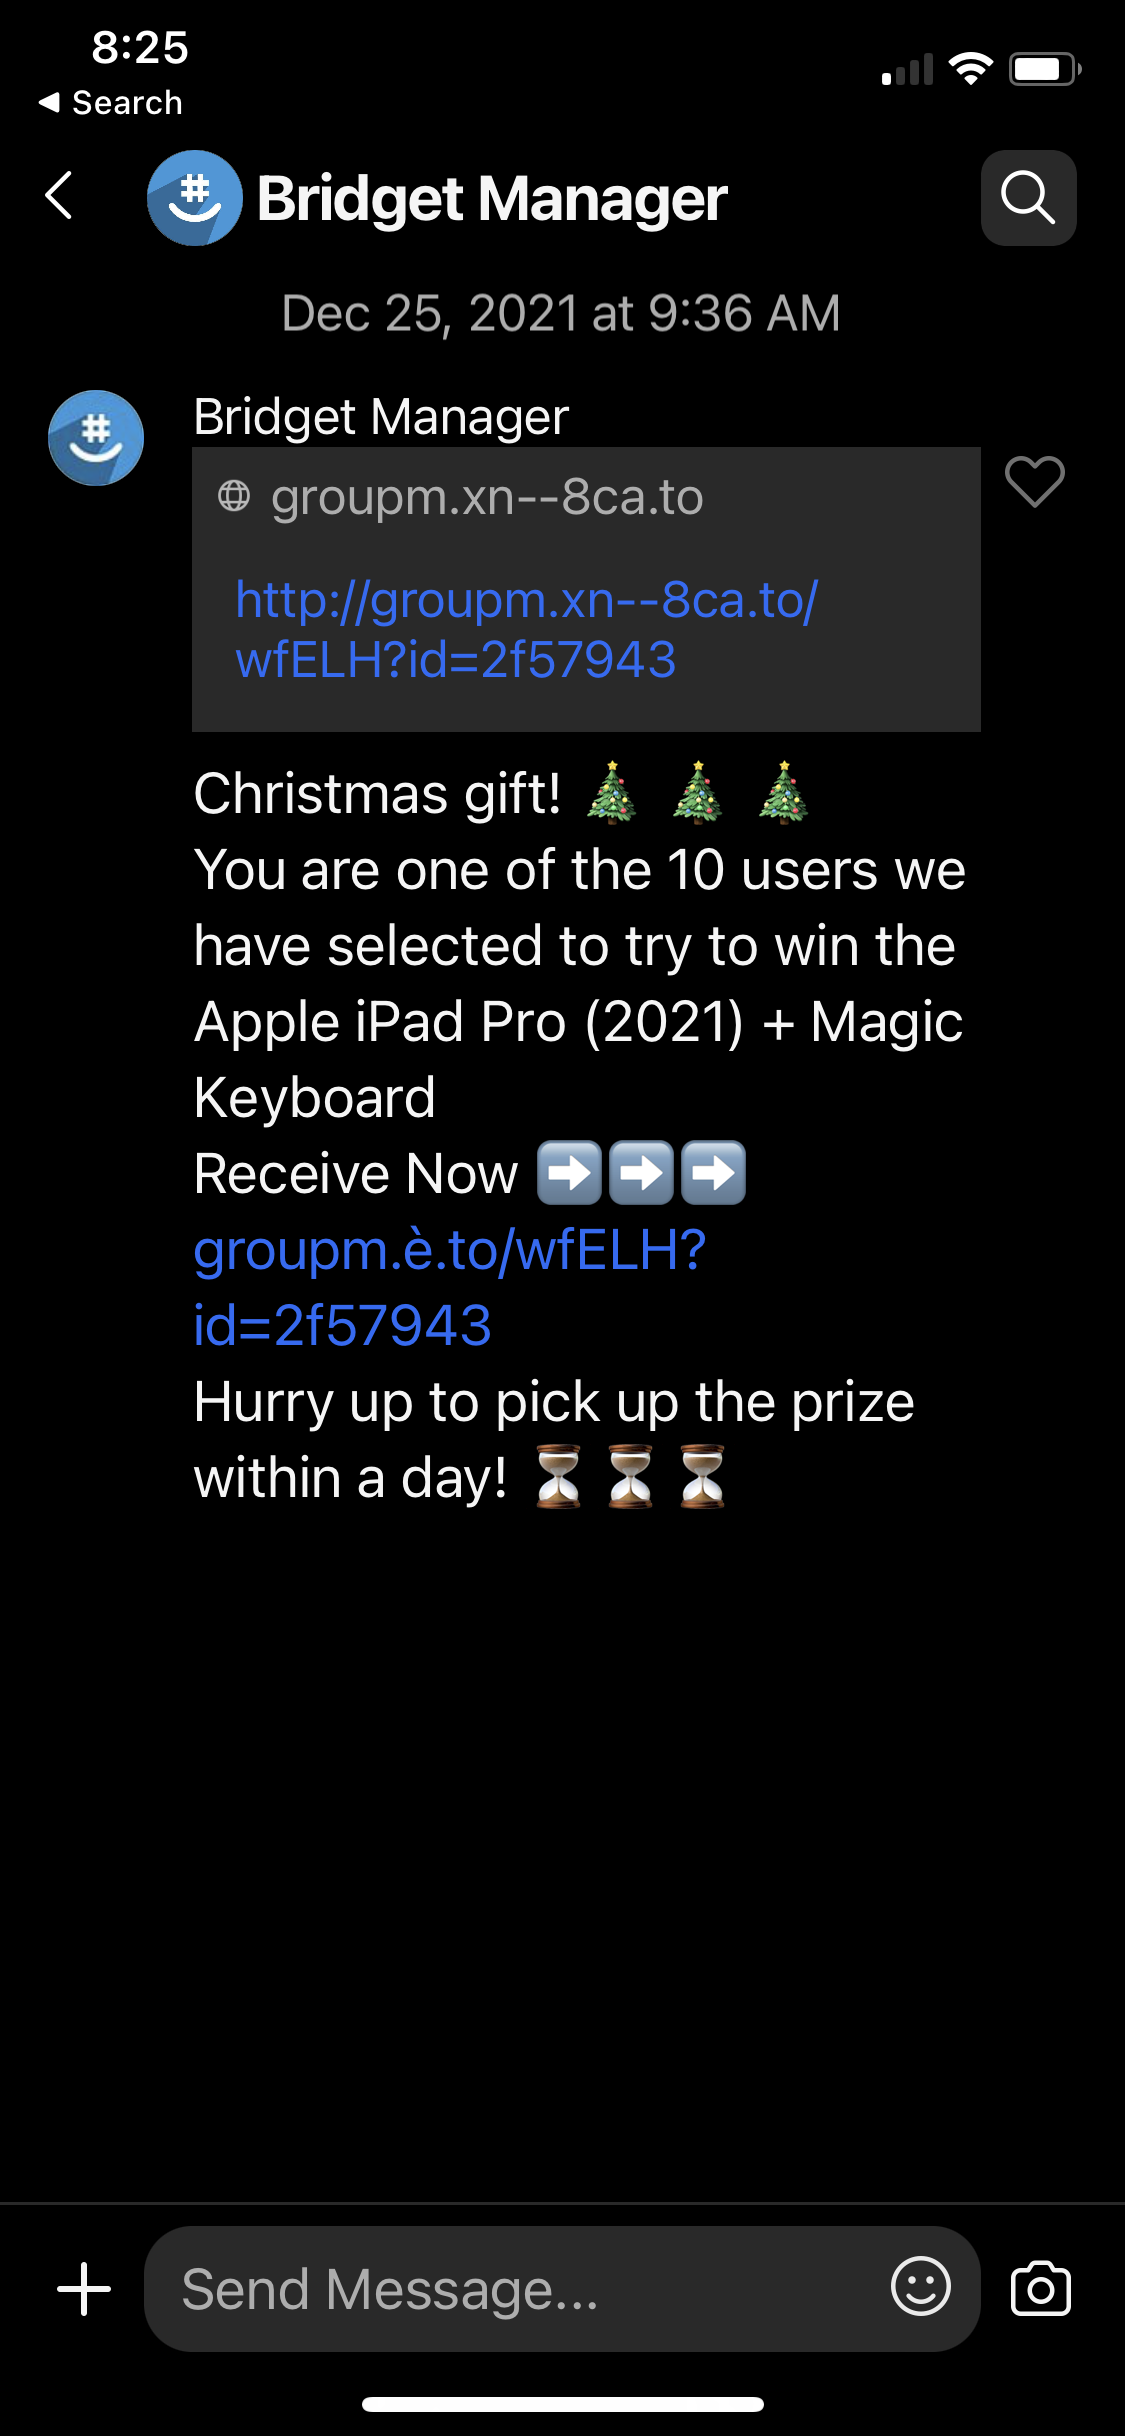 8:25
◀ Search
Bridget Manager
Dec 25, 2021 at 9:36 AM
Bridget Manager
groupm.xn--8ca.to
http://groupm.xn--8ca.to/
wfELH?id=2f57943
Christmas gift! 🎄 🎄 🎄
You are one of the 10 users we
have selected to try to win the
Apple iPad Pro (2021) + Magic
Keyboard
Receive Now ➡️➡️➡️
groupm.è.to/wfELH?
id=2f57943
Hurry up to pick up the prize
within a day! ⏳ ⏳ ⏳
Send Message...